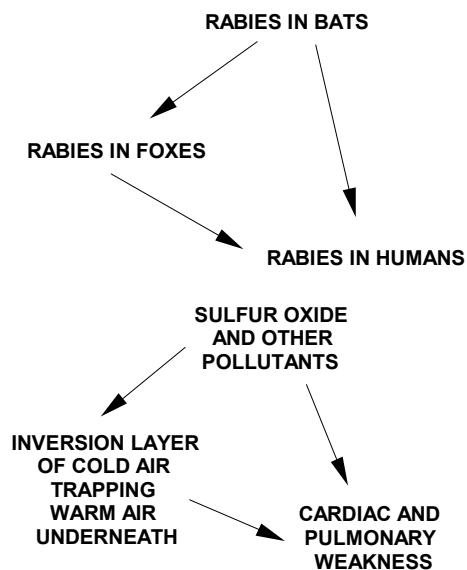 RABIES IN BATS
RABIES IN FOXES
RABIES IN HUMANS
SULFUR OXIDE
AND OTHER
POLLUTANTS
INVERSION LAYER
OF COLD AIR
TRAPPING
WARM AIR
UNDERNEATH
CARDIAC AND
PULMONARY
WEAKNESS